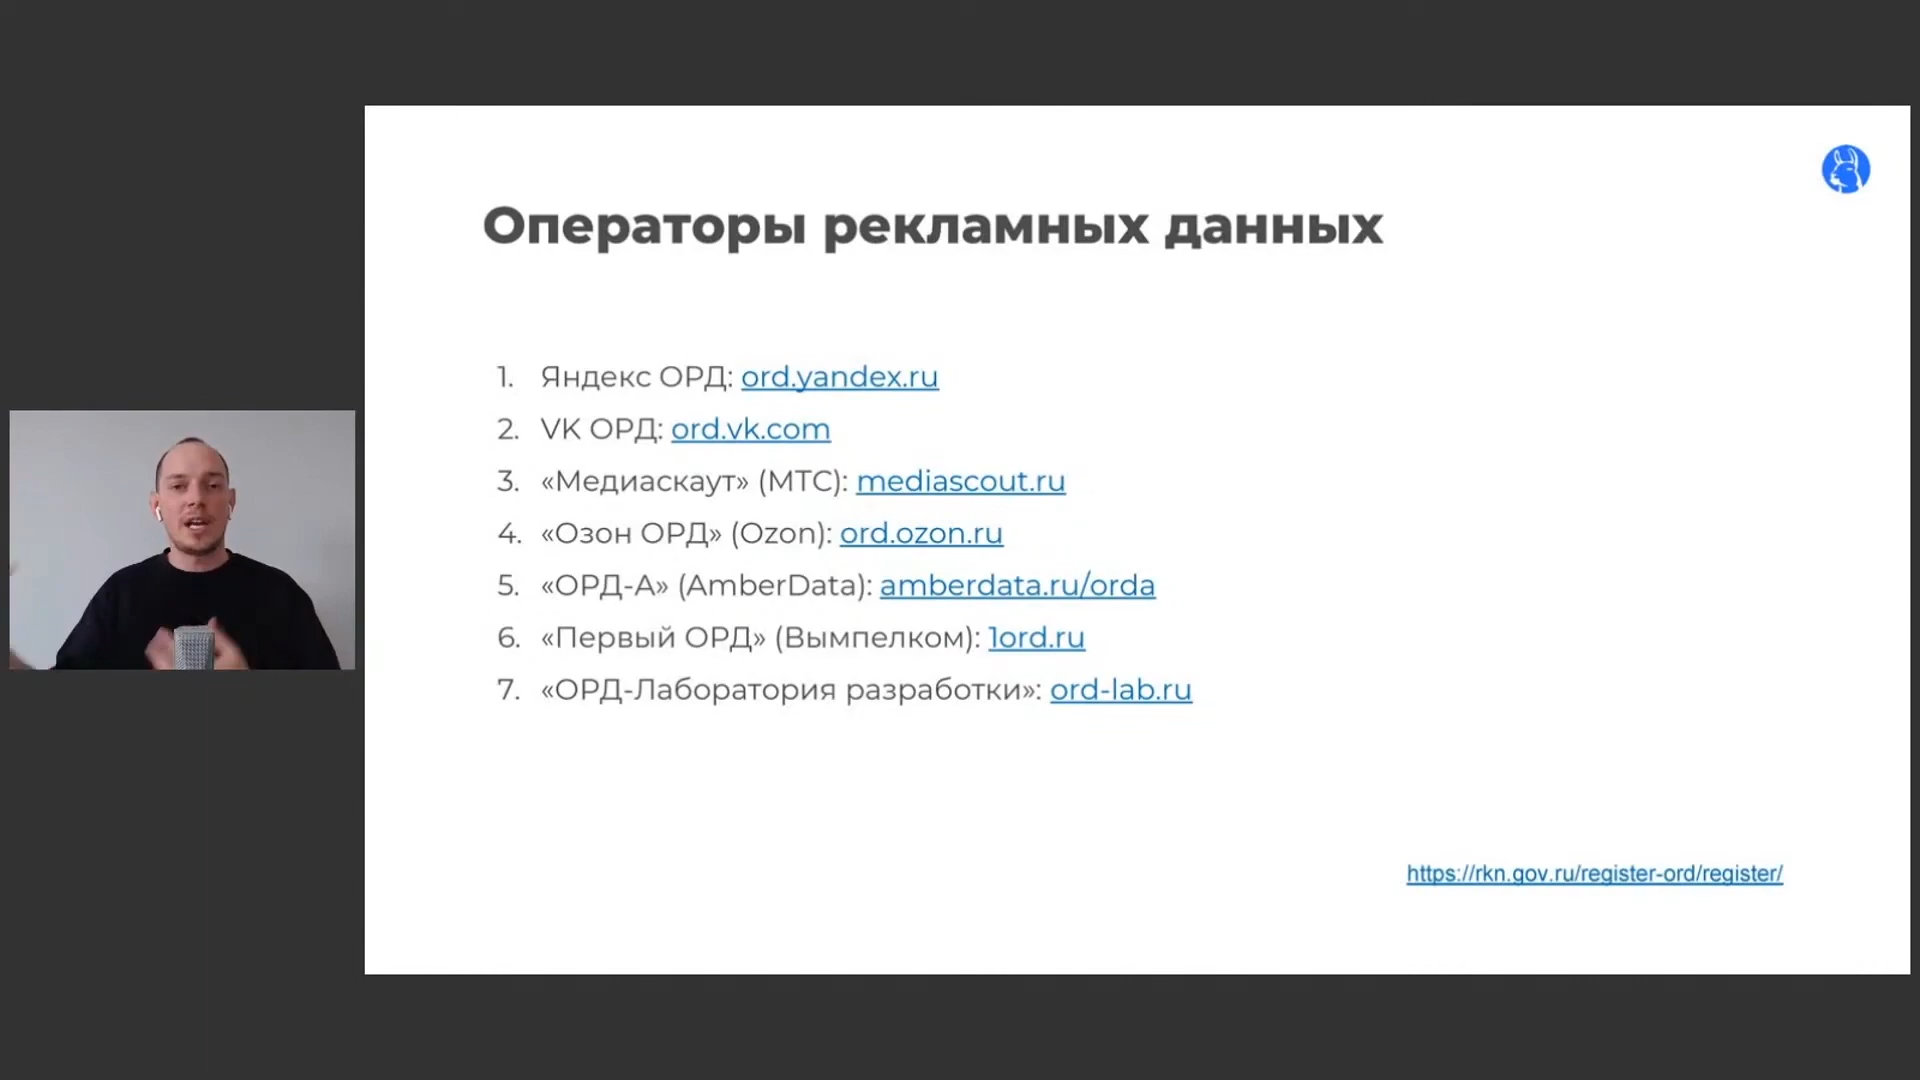 Операторы рекламных данных
1. Яндекс ОРД: ord.yandex.ru
2. VK ОРД: ord.vk.com
3. «Медиаскаут» (МТС): mediascout.ru
4. «Озон ОРД» (Ozon): ord.ozon.ru
5. «ОРД-А» (AmberData): amberdata.ru/orda
6. «Первый ОРД» (Вымпелком): 1ord.ru
7. «ОРД-Лаборатория разработки»: ord-lab.ru
https://rkn.gov.ru/register-ord/register/